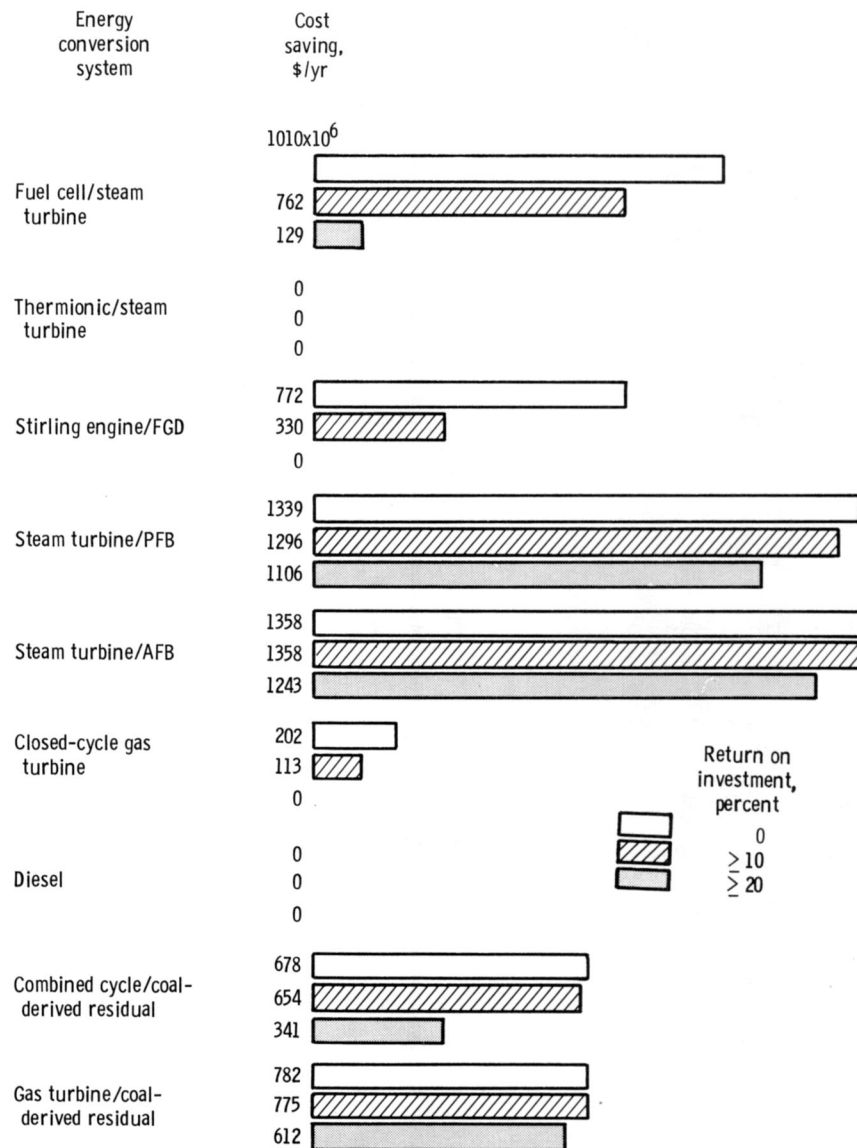 Energy
conversion
system
Cost
saving,
$/yr
1010x10⁶
Fuel cell/steam
turbine
762
129
0
Thermionic/steam
turbine
0
0
772
Stirling engine/FGD
330
0
1339
Steam turbine/PFB
1296
1106
1358
Steam turbine/AFB
1358
1243
Closed-cycle gas
turbine
202
113
0
Return on
investment,
percent
0
≥ 10
≥ 20
0
Diesel
0
0
678
Combined cycle/coal-
derived residual
654
341
782
Gas turbine/coal-
derived residual
775
612